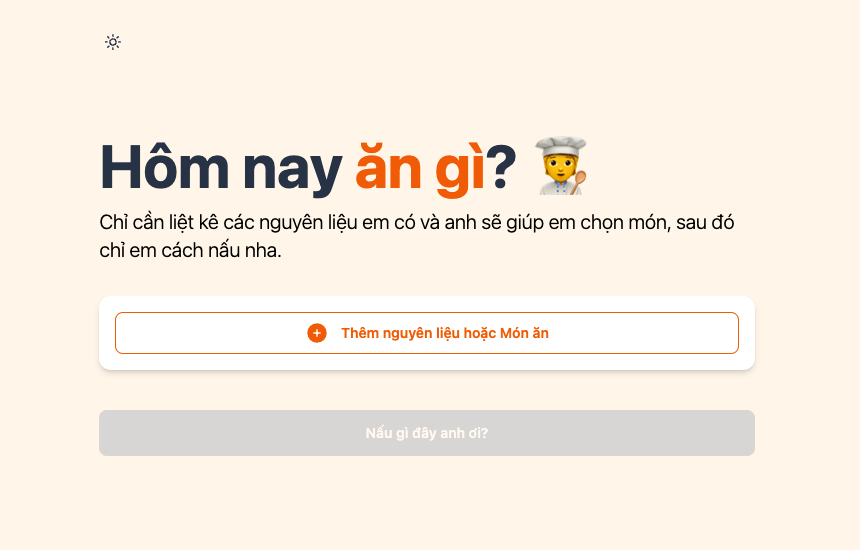 Hôm nay ăn gì?
Chỉ cần liệt kê các nguyên liệu em có và anh sẽ giúp em chọn món, sau đó
chỉ em cách nấu nha.
Thêm nguyên liệu hoặc Món ăn
Nấu gì đây anh ơi?